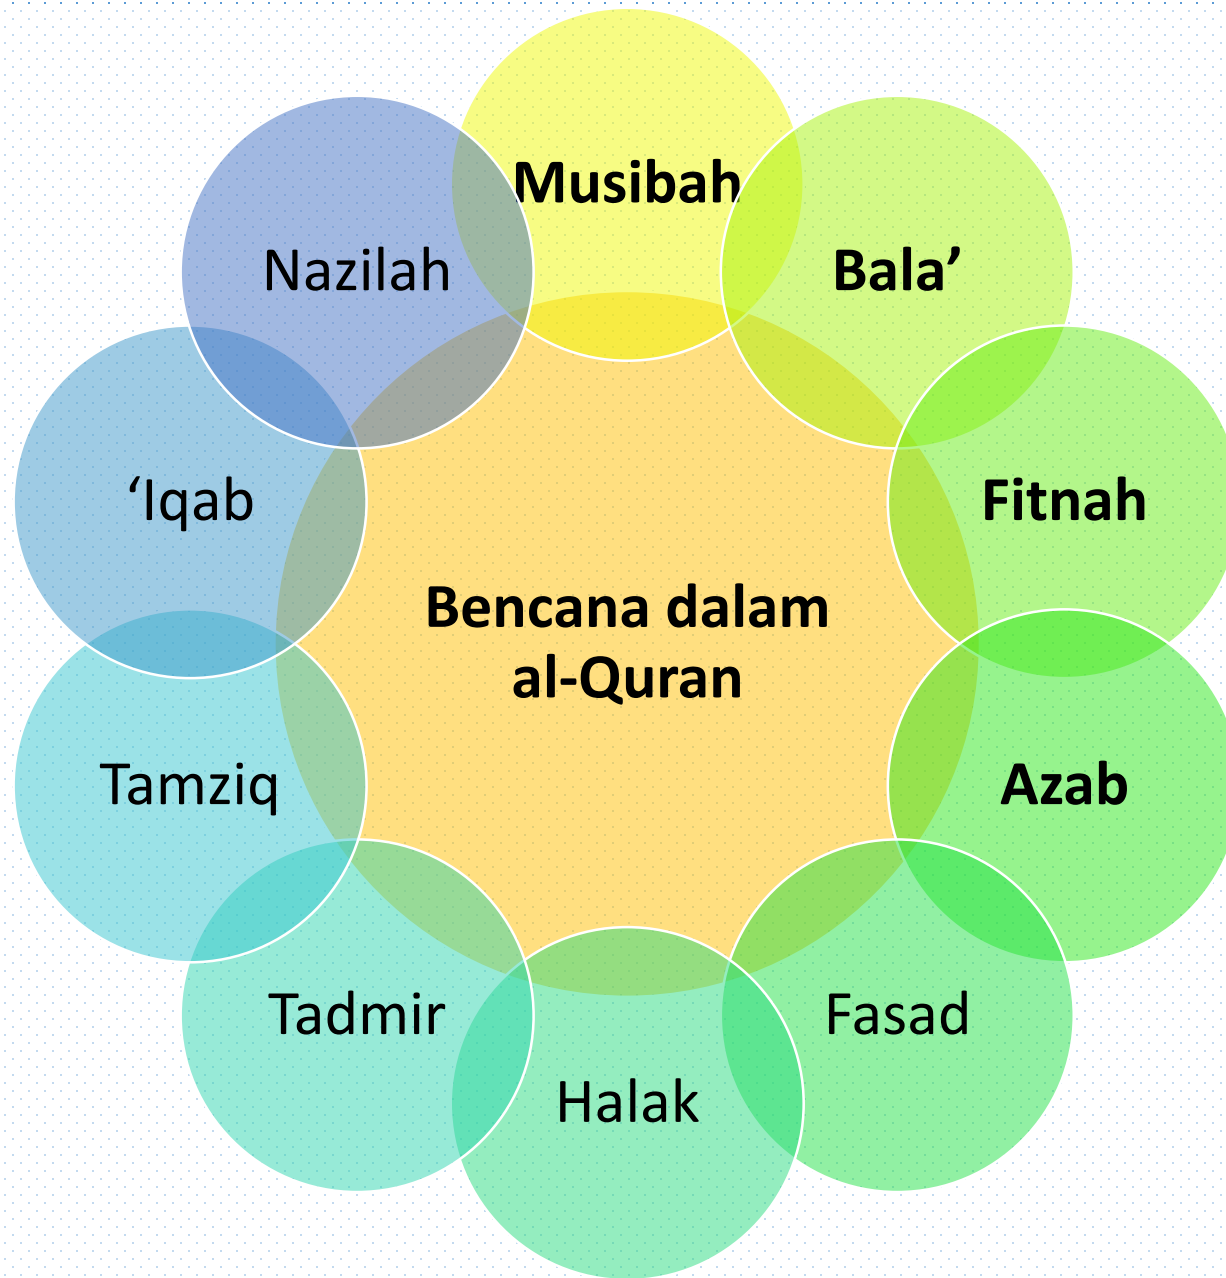 Musibah
Bala’
Fitnah
Azab
Fasad
Halak
Tadmir
Tamziq
‘Iqab
Nazilah
Bencana dalam
al-Quran